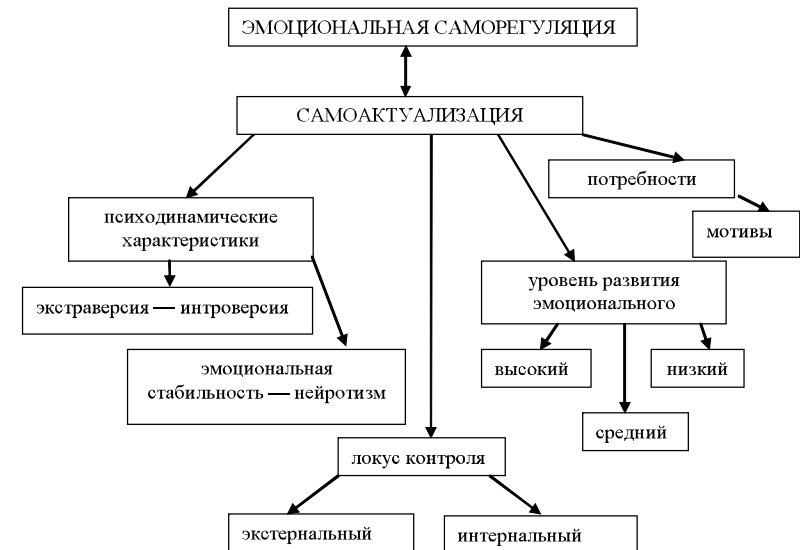 ЭМОЦИОНАЛЬНАЯ САМОРЕГУЛЯЦИЯ
САМОАКТУАЛИЗАЦИЯ
потребности
мотивы
психодинамические
характеристики
экстраверсия — интроверсия
эмоциональная
стабильность — нейротизм
уровень развития
эмоционального
высокий
низкий
средний
локус контроля
экстернальный
интернальный